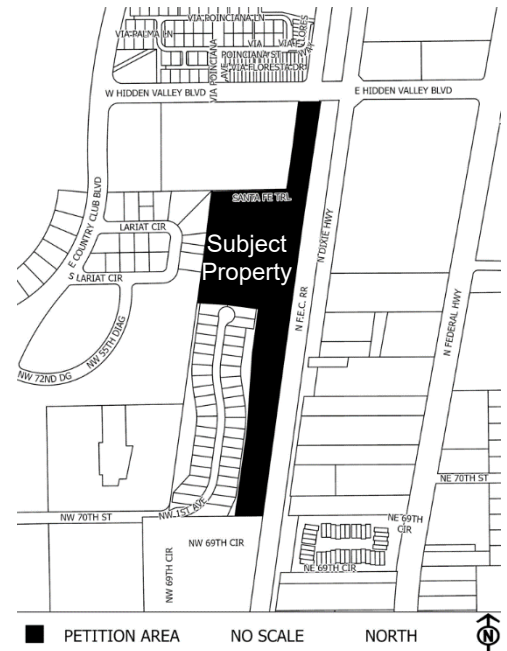 VIA POINCIANA LN
VIA PALMA LN
VIA POINCIANA AVE
POINCIANA ST
VIA FLORESTA DR
W HIDDEN VALLEY BLVD
E HIDDEN VALLEY BLVD
E COUNTRY CLUB BLVD
SANTA FE TRL
LARIAT CIR
Subject
Property
N DIXIE HWY
S LARIAT CIR
N F.E.C. RR
N FEDERAL HWY
NW 55TH DIAG
NW 72ND DG
NE 70TH ST
NW 1ST AVE
NW 70TH ST
NE 69TH
CIR
NW 69TH CIR
NW 69TH CIR
NE 69TH CIR
PETITION AREA NO SCALE NORTH
N